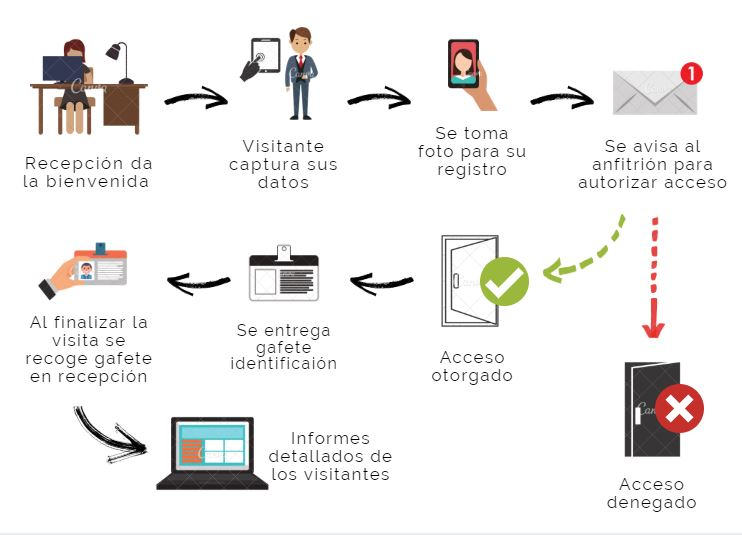 Recepción da
la bienvenida
Visitante
captura sus
datos
Se toma
foto para su
registro
1
Se avisa al
anfitrión para
autorizar acceso
Al finalizar la
visita se
recoge gafete
en recepción
Se entrega
gafete
identificaión
Acceso
otorgado
Acceso
denegado
Informes
detallados de
los visitantes
Canva